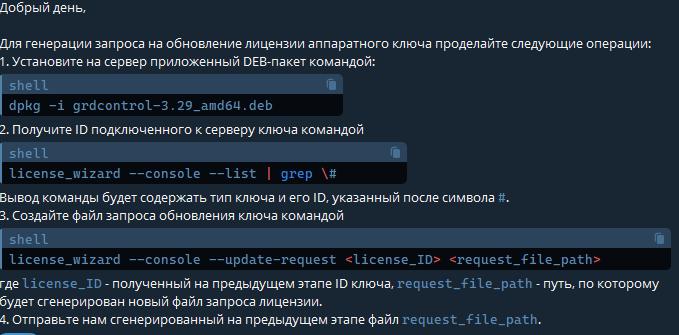 Добрый день,
Для генерации запроса на обновление лицензии аппаратного ключа проделайте следующие операции:
1. Установите на сервер приложенный DEB-пакет командой:
shell
dpkg -i grdcontrol-3.29_amd64.deb
2. Получите ID подключенного к серверу ключа командой
shell
license_wizard --console --list | grep \#
Вывод команды будет содержать тип ключа и его ID, указанный после символа #.
3. Создайте файл запроса обновления ключа командой
shell
license_wizard --console --update-request <license_ID> <request_file_path>
где license_ID - полученный на предыдущем этапе ID ключа, request_file_path - путь, по которому
будет сгенерирован новый файл запроса лицензии.
4. Отправьте нам сгенерированный на предыдущем этапе файл request_file_path.